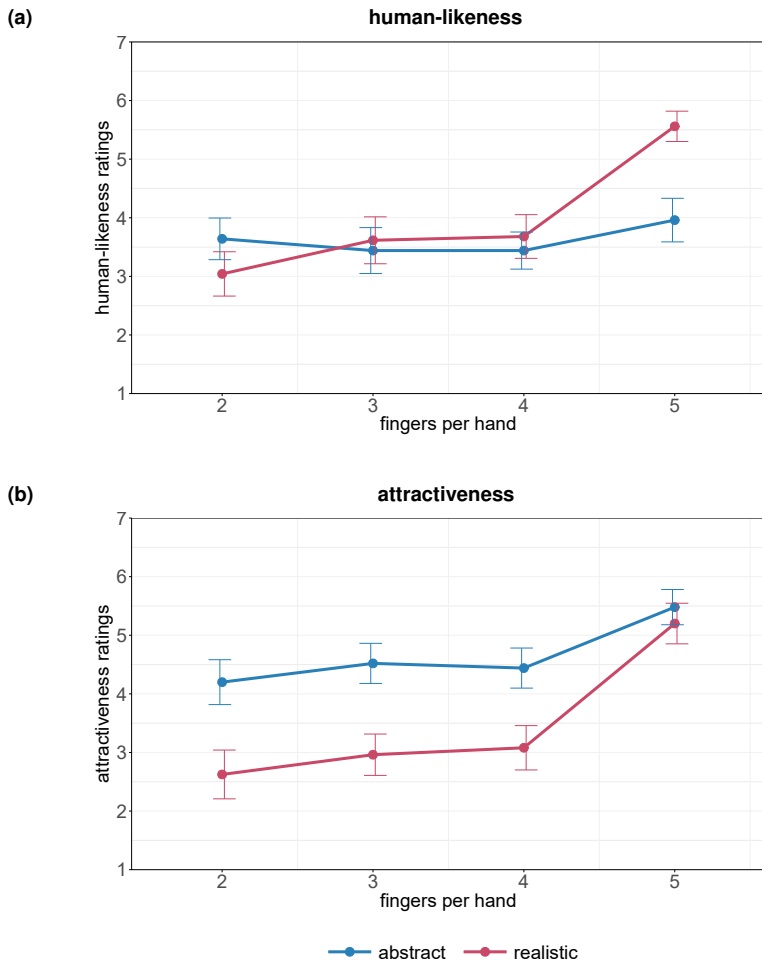 (a)
human-likeness
human-likeness ratings
7
6
5
4
3
2
1
2 3 4 5
fingers per hand
(b)
attractiveness
attractiveness ratings
7
6
5
4
3
2
1
2 3 4 5
fingers per hand
abstract realistic